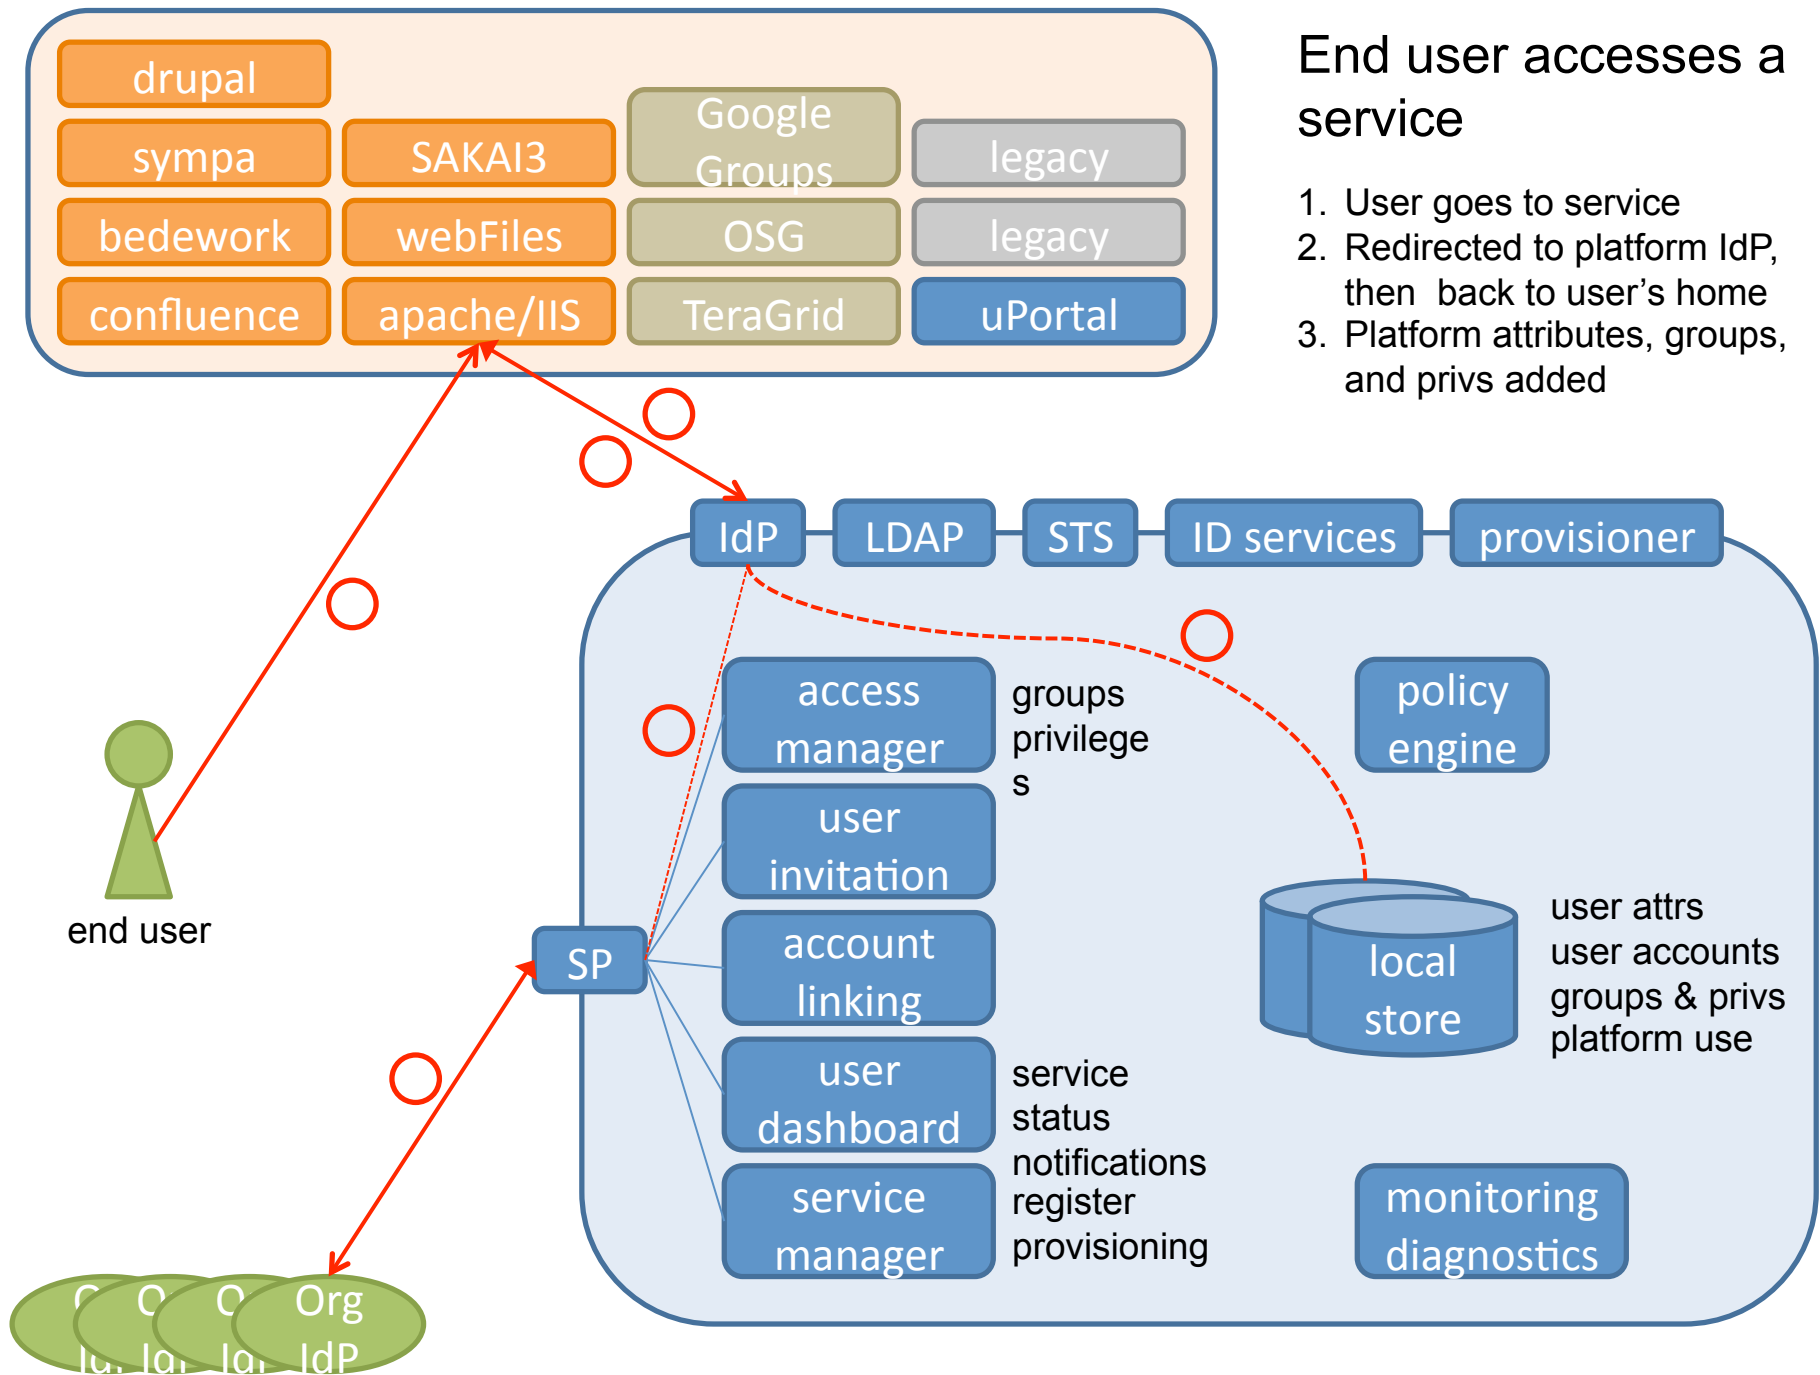 End user accesses a
service
1. User goes to service
2. Redirected to platform IdP,
then back to user's home
3. Platform attributes, groups,
and privs added
drupal
sympa
bedework
confluence
SAKAI3
webFiles
apache/IIS
Google
Groups
OSG
TeraGrid
legacy
legacy
uPortal
IdP
LDAP
STS
ID services
provisioner
access
manager
groups
privilege
s
user
invitation
account
linking
user
dashboard
service
status
notifications
service
manager
register
provisioning
policy
engine
local
store
user attrs
user accounts
groups & privs
platform use
monitoring
diagnostics
SP
end user
Org
IdP